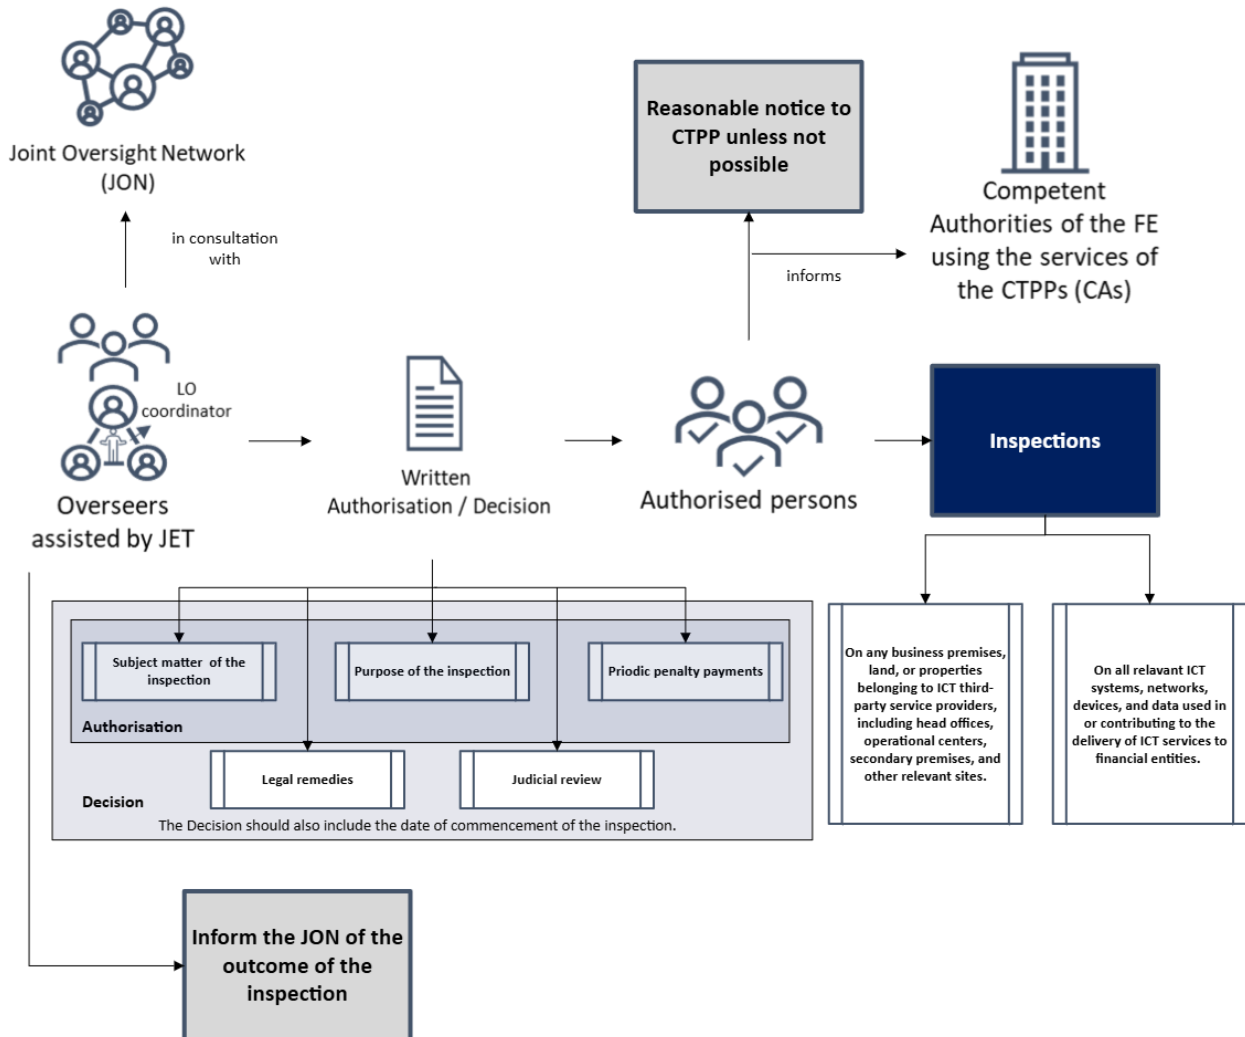 Joint Oversight Network
(JON)
in consultation
with
Reasonable notice to
CTPP unless not
possible
Competent
Authorities of the FE
using the services of
the CTPPs (CAs)
informs
LO
coordinator
Overseers
assisted by JET
Written
Authorisation / Decision
Authorised persons
Inspections
Subject matter of the
inspection
Purpose of the inspection
Priodic penalty payments
Authorisation
Legal remedies
Judicial review
Decision
The Decision should also include the date of commencement of the inspection.
On any business premises,
land, or properties
belonging to ICT third-
party service providers,
including head offices,
operational centers,
secondary premises, and
other relevant sites.
On all relavant ICT
systems, networks,
devices, and data used in
or contributing to the
delivery of ICT services to
financial entities.
Inform the JON of the
outcome of the
inspection